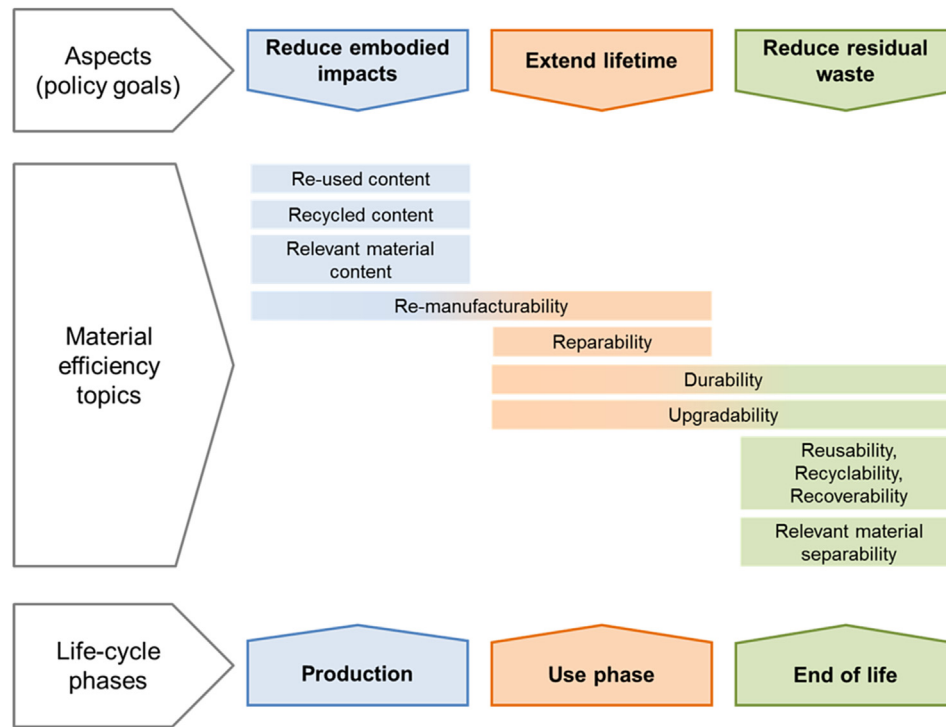 Aspects
(policy goals)
Reduce embodied
impacts
Extend lifetime
Reduce residual
waste
Material
efficiency
topics
Re-used content
Recycled content
Relevant material
content
Re-manufacturability
Reparability
Durability
Upgradability
Reusability,
Recyclability,
Recoverability
Relevant material
separability
Life-cycle
phases
Production
Use phase
End of life